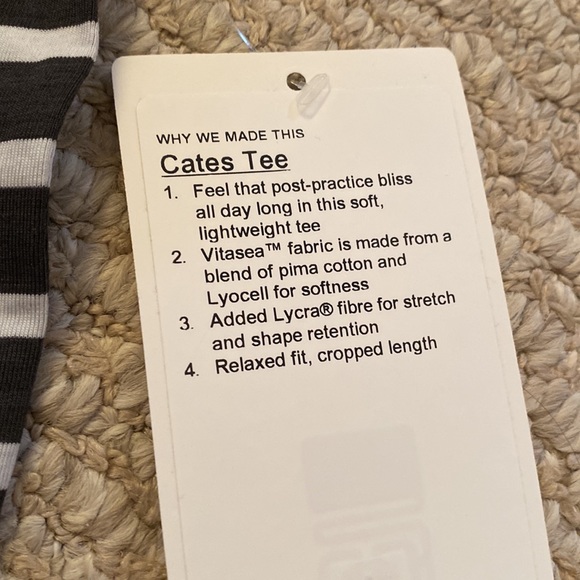 WHY WE MADE THIS
Cates Tee
1. Feel that post-practice bliss
all day long in this soft,
lightweight tee
2. Vitasea™ fabric is made from a
blend of pima cotton and
Lyocell for softness
3. Added Lycra® fibre for stretch
and shape retention
4. Relaxed fit, cropped length